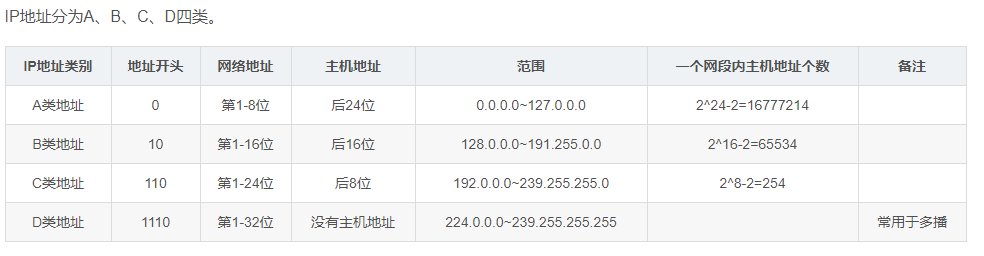 IP地址分为A、B、C、D四类。
IP地址类别 地址开头 网络地址 主机地址 范围 一个网段内主机地址个数 备注
A类地址 0 第1-8位 后24位 0.0.0.0~127.0.0.0 2^24-2=16777214
B类地址 10 第1-16位 后16位 128.0.0.0~191.255.0.0 2^16-2=65534
C类地址 110 第1-24位 后8位 192.0.0.0~239.255.255.0 2^8-2=254
D类地址 1110 第1-32位 没有主机地址 224.0.0.0~239.255.255.255 常用于多播